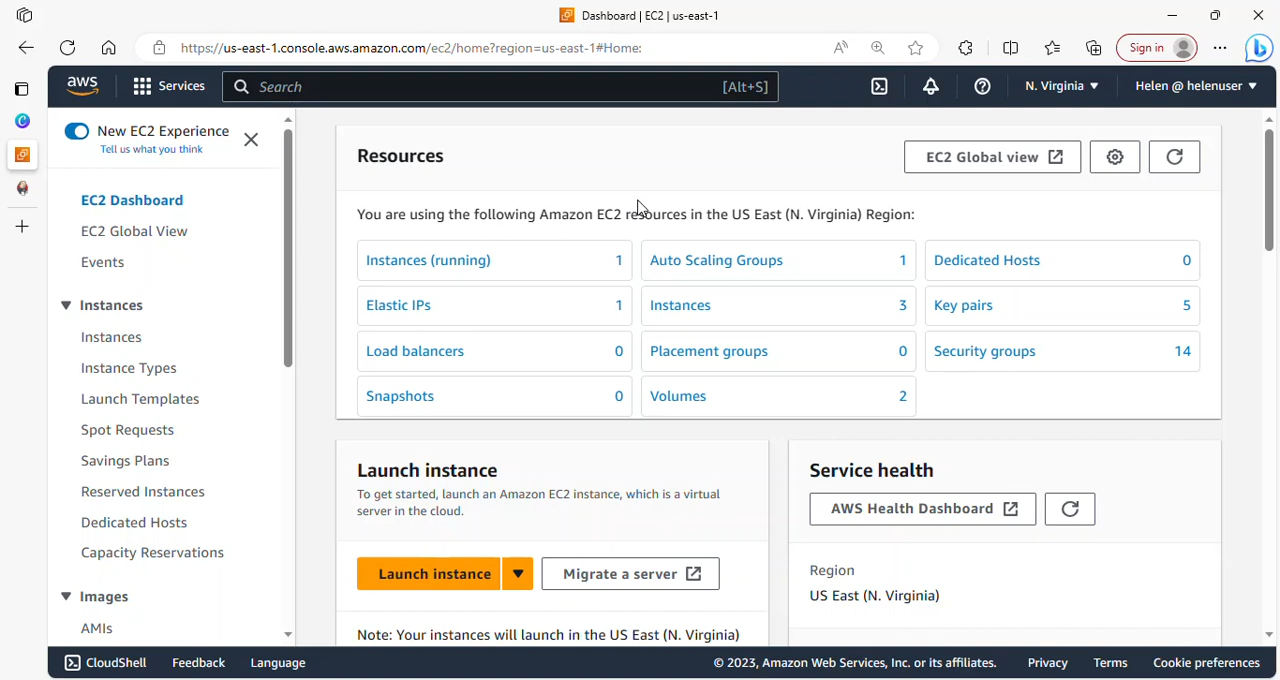 Dashboard | EC2 | us-east-1
https://us-east-1.console.aws.amazon.com/ec2/home?region=us-east-1#Home:
Sign in
aws
Services
Search
[Alt+S]
N. Virginia
Helen @ helenuser
New EC2 Experience
Tell us what you think
EC2 Dashboard
EC2 Global View
Events
Instances
Instances
Instance Types
Launch Templates
Spot Requests
Savings Plans
Reserved Instances
Dedicated Hosts
Capacity Reservations
Images
AMIs
Resources
EC2 Global view
You are using the following Amazon EC2 resources in the US East (N. Virginia) Region:
Instances (running) 1
Auto Scaling Groups 1
Dedicated Hosts 0
Elastic IPs 1
Instances 3
Key pairs 5
Load balancers 0
Placement groups 0
Security groups 14
Snapshots 0
Volumes 2
Launch instance
To get started, launch an Amazon EC2 instance, which is a virtual
server in the cloud.
Launch instance
Migrate a server
Note: Your instances will launch in the US East (N. Virginia)
Service health
AWS Health Dashboard
Region
US East (N. Virginia)
CloudShell
Feedback
Language
© 2023, Amazon Web Services, Inc. or its affiliates.
Privacy
Terms
Cookie preferences